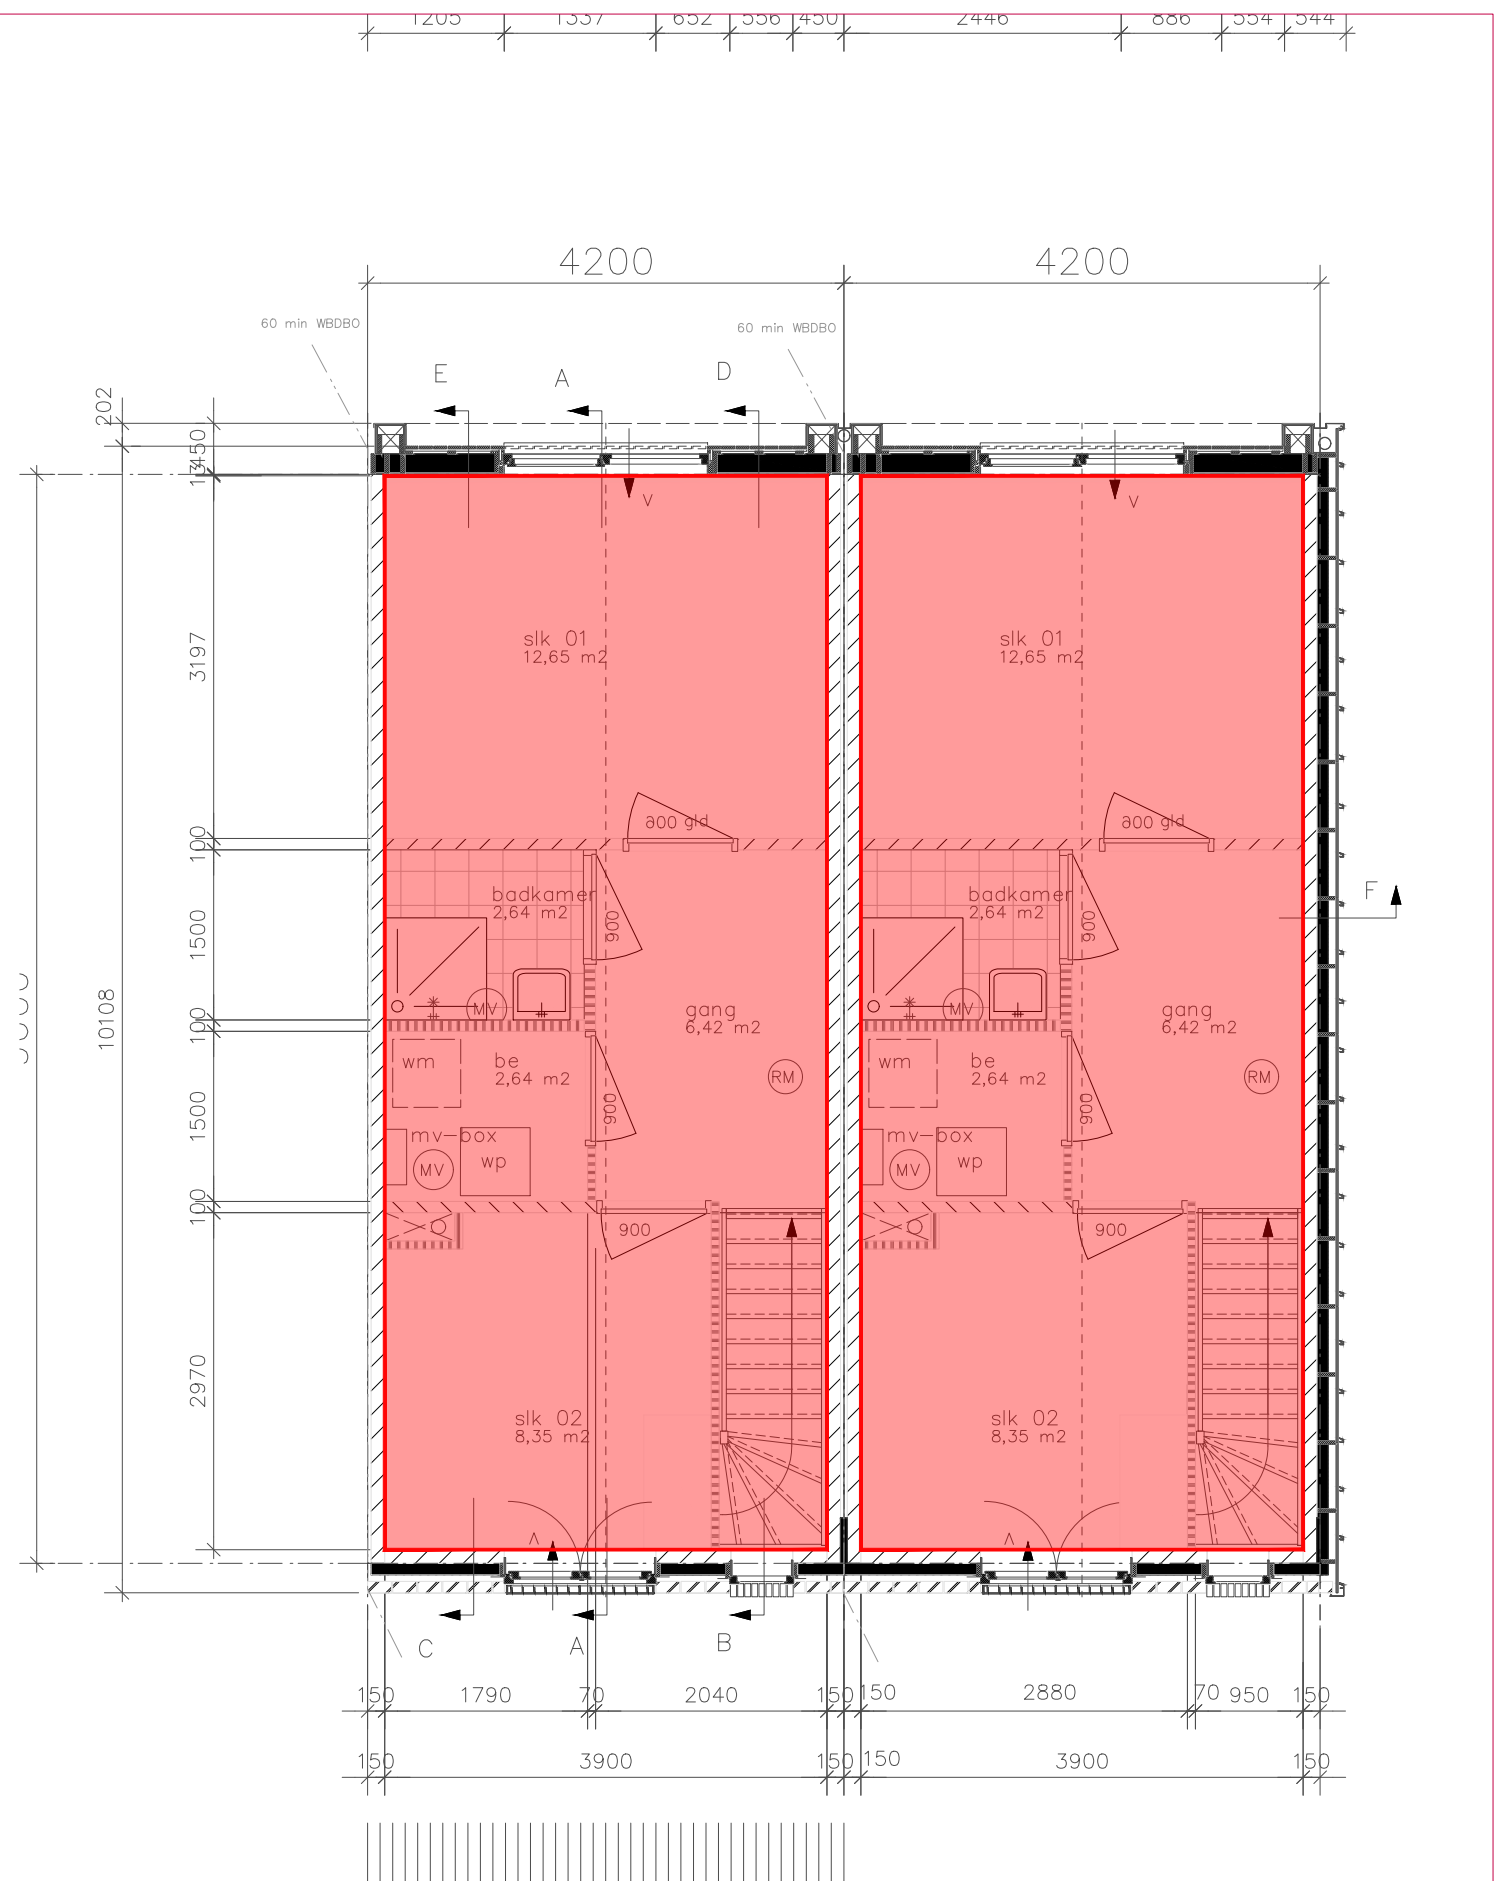 1205 1337 652 556 450 2446 886 554 544
4200 4200
60 min WBDBO 60 min WBDBO
E A D
202
3450
v v
3197
slk 01
12,65 m2
slk 01
12,65 m2
900 gld 900 gld
100
badkamer
2,64 m2
900
badkamer
2,64 m2
900
F
1500
MV MV
gang
6,42 m2
gang
6,42 m2
10108
100
wm
be
2,64 m2
RM
wm
be
2,64 m2
RM
900 900
1500
mv-box mv-box
MV wp MV wp
100
900 900
2970
slk 02
8,35 m2
slk 02
8,35 m2
C A B
150 1790 70 2040 150 150 2880 70 950 150
150 3900 150 150 3900 150